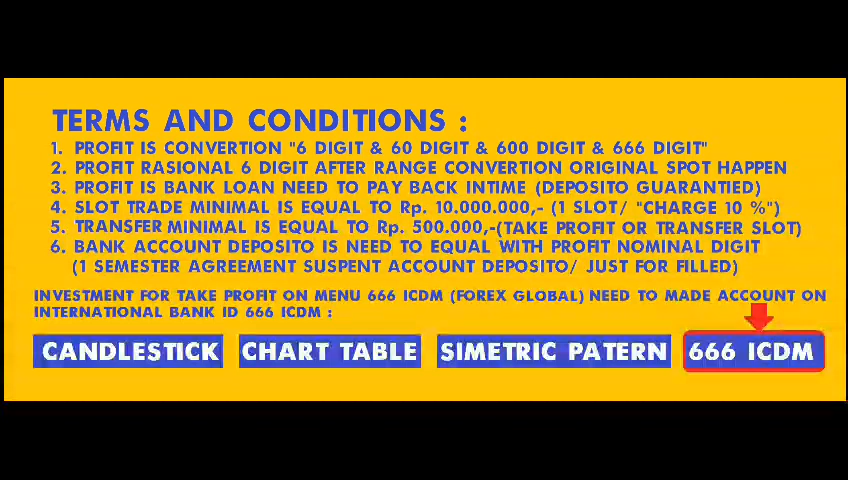 TERMS AND CONDITIONS :
1. PROFIT IS CONVERTION "6 DIGIT & 60 DIGIT & 600 DIGIT & 666 DIGIT"
2. PROFIT RASIONAL 6 DIGIT AFTER RANGE CONVERTION ORIGINAL SPOT HAPPEN
3. PROFIT IS BANK LOAN NEED TO PAY BACK INTIME (DEPOSITO GUARANTIED)
4. SLOT TRADE MINIMAL IS EQUAL TO Rp. 10.000.000,- (1 SLOT/ "CHARGE 10 %")
5. TRANSFER MINIMAL IS EQUAL TO Rp. 500.000,-(TAKE PROFIT OR TRANSFER SLOT)
6. BANK ACCOUNT DEPOSITO IS NEED TO EQUAL WITH PROFIT NOMINAL DIGIT
(1 SEMESTER AGREEMENT SUSPENT ACCOUNT DEPOSITO/ JUST FOR FILLED)
INVESTMENT FOR TAKE PROFIT ON MENU 666 ICDM (FOREX GLOBAL) NEED TO MADE ACCOUNT ON
INTERNATIONAL BANK ID 666 ICDM :
CANDLESTICK CHART TABLE SIMETRIC PATERN 666 ICDM